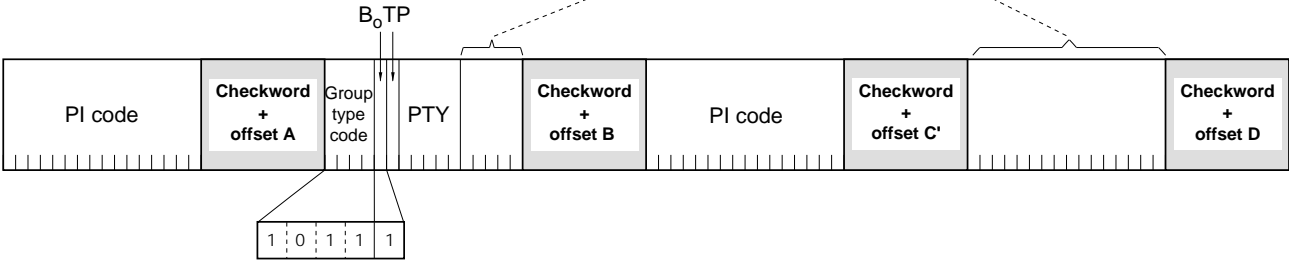 BoTP
PI code
Checkword
+
offset A
Group
type
code
PTY
Checkword
+
offset B
PI code
Checkword
+
offset C'
Checkword
+
offset D
1 0 1 1 1